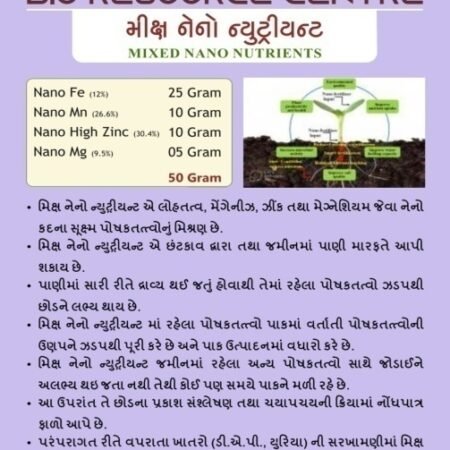 BIO RESOURCE CENTRE
મીક્ષ નેનો ન્યુટ્રીયન્ટ
MIXED NANO NUTRIENTS
Nano Fe (12%) 25 Gram
Nano Mn (26.6%) 10 Gram
Nano High Zinc (30.4%) 10 Gram
Nano Mg (9.5%) 05 Gram
50 Gram
• મિક્ષ નેનો ન્યુટ્રીયન્ટ એ લોહતત્વ, મેંગેનીઝ, ઝીંક તથા મેગ્નેશિયમ જેવા નેનો
કદના સૂક્ષ્મ પોષકતત્ત્વોનું મિશ્રણ છે.
• મિક્ષ નેનો ન્યુટ્રીયન્ટ એ છંટકાવ દ્વારા તથા જમીનમાં પાણી મારફતે આપી
શકાય છે.
• પાણીમાં સારી રીતે દ્રાવ્ય થઈ જતું હોવાથી તેમાં રહેલા પોષકતત્વો ઝડપથી
છોડને લભ્ય થાય છે.
• મિક્ષ નેનો ન્યુટ્રીયન્ટ માં રહેલા પોષકતત્ત્વો પાકમાં વર્તાતી પોષકતત્ત્વોની
ઉણપને ઝડપથી પૂરી કરે છે અને પાક ઉત્પાદનમાં વધારો કરે છે.
• મિક્ષ નેનો ન્યુટ્રીયન્ટ જમીનમાં રહેલા અન્ય પોષકતત્વો સાથે જોડાઈને
અલભ્ય થઇ જતા નથી તેથી કોઈ પણ સમયે પાકને મળી રહે છે.
• આ ઉપરાંત તે છોડના પ્રકાશ સંશ્લેષણ તથા ચયાપચયની ક્રિયામાં નોંધપાત્ર
ફાળો આપે છે.
• પરંપરાગત રીતે વપરાતા ખાતરો (ડી.એ.પી., યુરિયા) ની સરખામણીમાં મિક્ષ